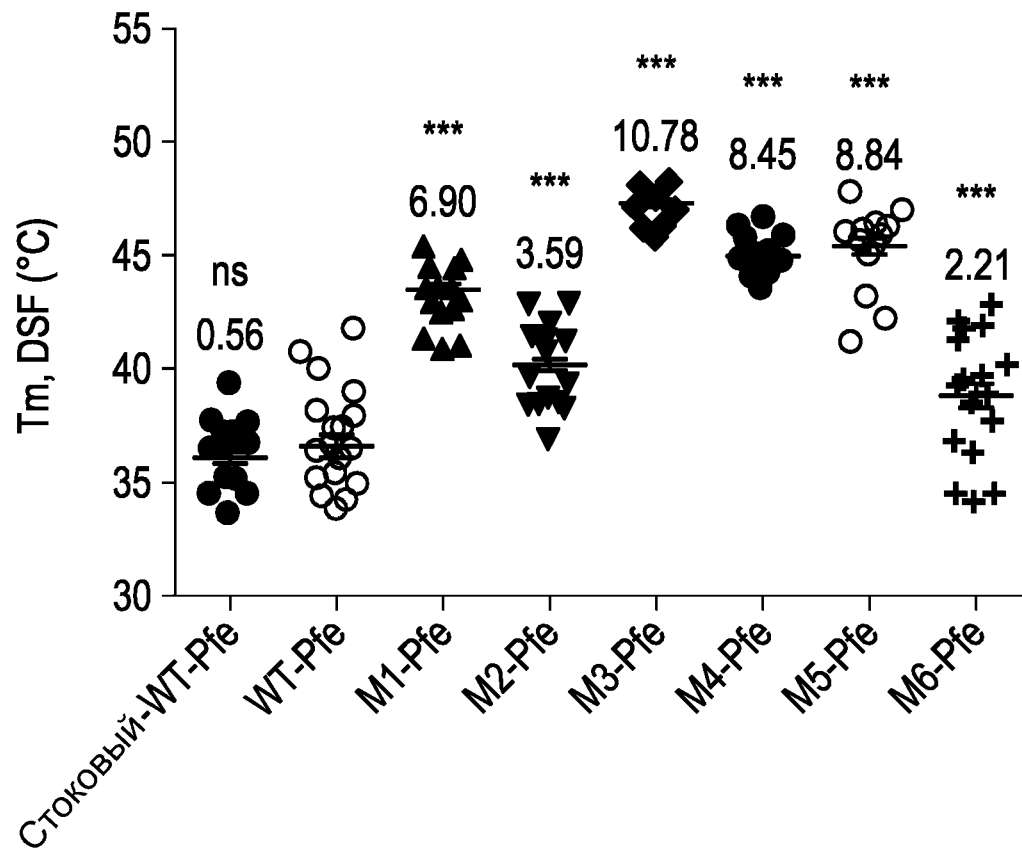 55
50
45
40
35
30
Tm, DSF (°C)
ns
0.56
***
6.90
***
3.59
***
10.78
***
8.45
***
8.84
***
2.21
Стоковый-WT-Pfe
WT-Pfe
M1-Pfe
M2-Pfe
M3-Pfe
M4-Pfe
M5-Pfe
M6-Pfe